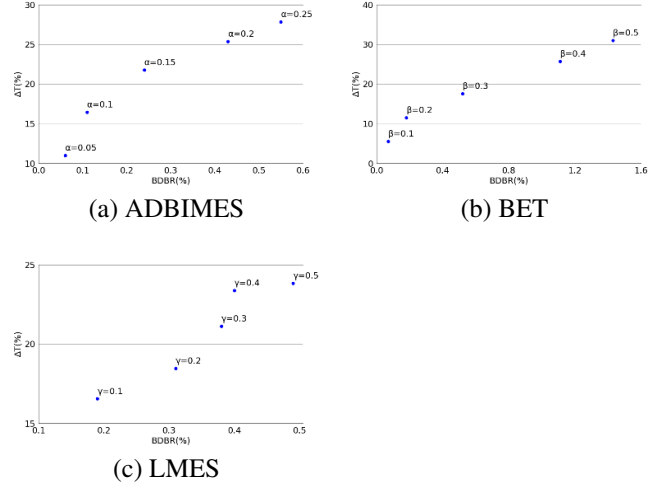 30
25
20
15
10
ΔT(%)
α=0.25
α=0.2
α=0.15
α=0.1
α=0.05
0.0 0.1 0.2 0.3 0.4 0.5 0.6
BDBR(%)
(a) ADBIMES
40
30
20
10
0
ΔT(%)
β=0.5
β=0.4
β=0.3
β=0.2
β=0.1
0.0 0.4 0.8 1.2 1.6
BDBR(%)
(b) BET
25
20
15
ΔT(%)
γ=0.5
γ=0.4
γ=0.3
γ=0.2
γ=0.1
0.1 0.2 0.3 0.4 0.5
BDBR(%)
(c) LMES